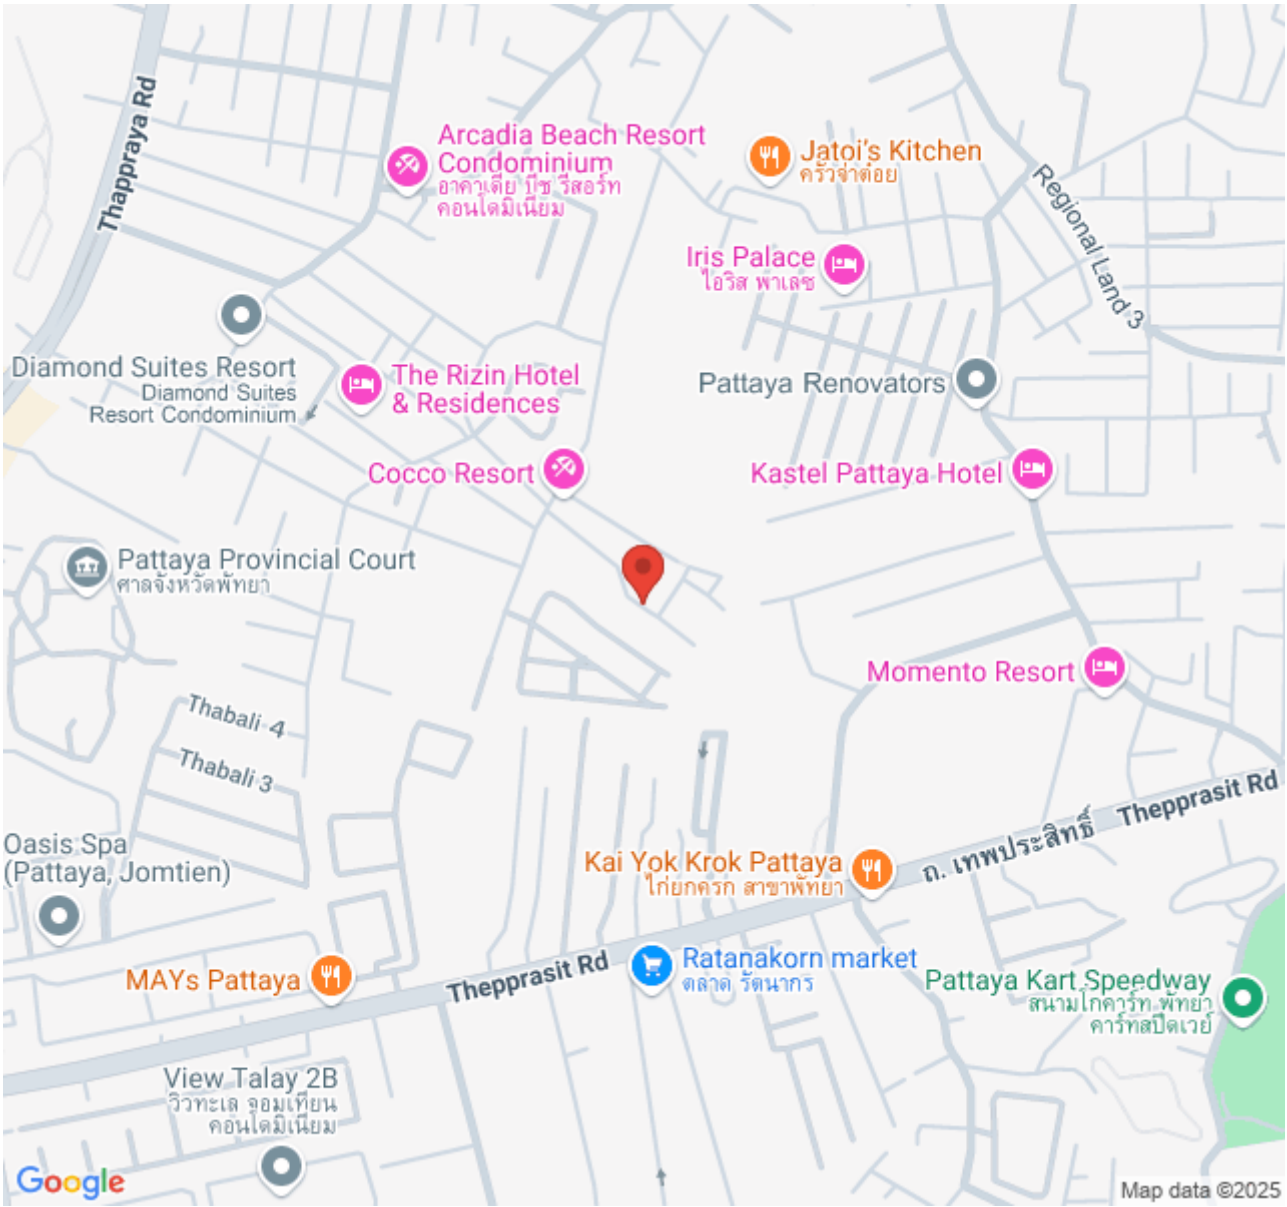 Thappraya Rd
Arcadia Beach Resort
Condominium
อาคาเดีย บีช รีสอร์ท
คอนโดมิเนียม
Jatoi's Kitchen
ครัวจ่าต๋อย
Regional Land 3
Iris Palace
ไอริส พาเลซ
Diamond Suites Resort
Diamond Suites
Resort Condominium
The Rizin Hotel
& Residences
Pattaya Renovators
Cocco Resort
Kastel Pattaya Hotel
Pattaya Provincial Court
ศาลจังหวัดพัทยา
Momento Resort
Thabali 4
Thabali 3
Thepprasit Rd
ถ. เทพประสิทธิ์
Oasis Spa
(Pattaya, Jomtien)
Kai Yok Krok Pattaya
ไก่ยกครก สาขาพัทยา
MAYs Pattaya
Thepprasit Rd
Ratanakorn market
ตลาด รัตนากร
Pattaya Kart Speedway
สนามโกคาร์ท พัทยา
คาร์ทสปีดเวย์
View Talay 2B
วิวทะเล จอมเทียน
คอนโดมิเนียม
Google
Map data ©2025